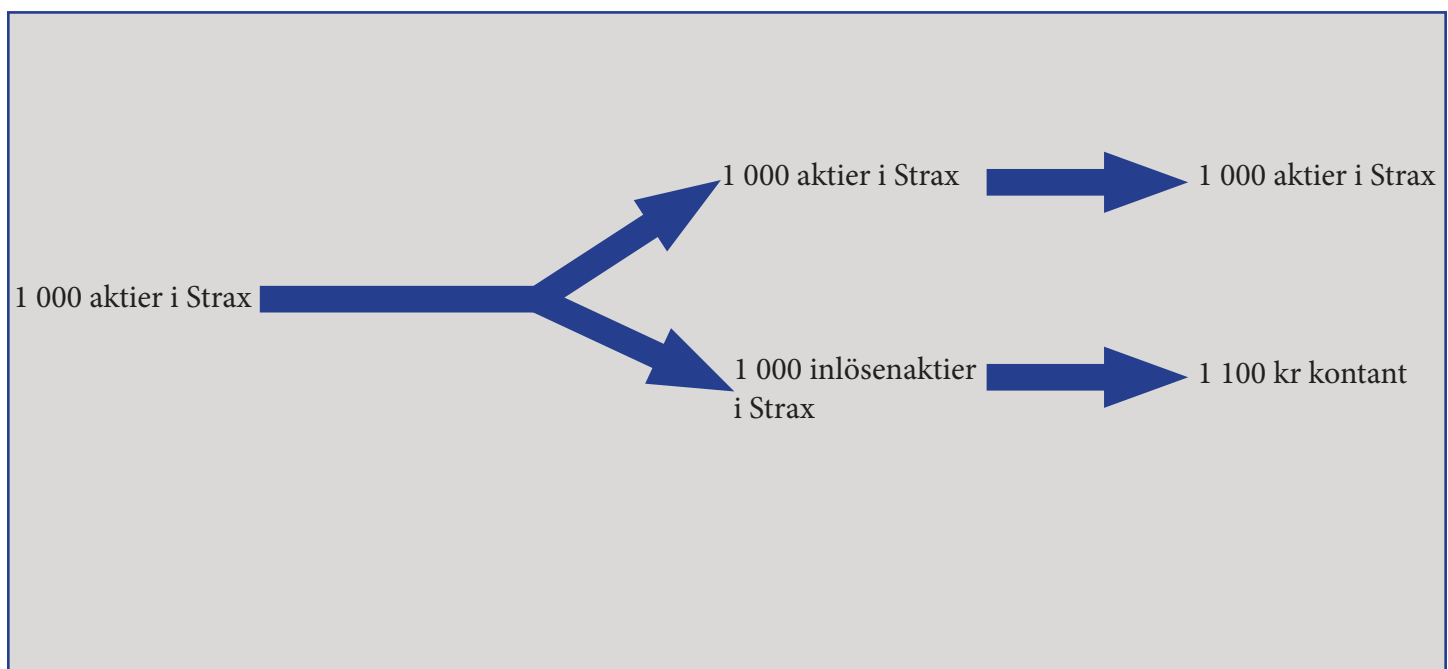 1 000 aktier i Strax
1 000 aktier i Strax
1 000 aktier i Strax
1 000 inlösenaktier
i Strax
1 100 kr kontant